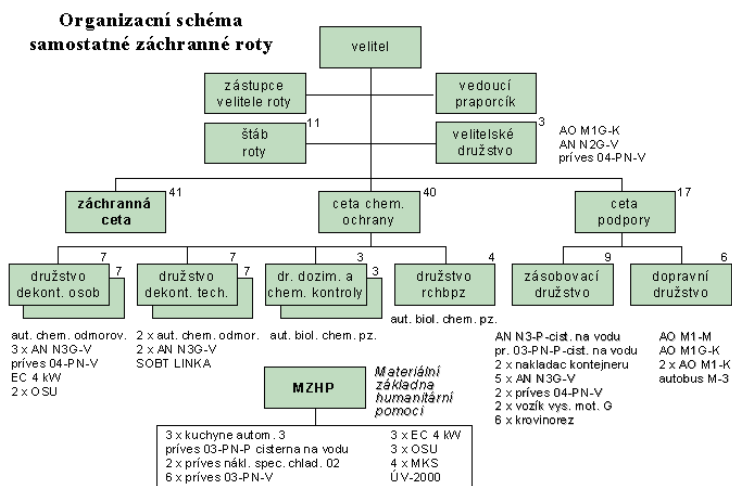 Organizacní schéma
samostatné záchranné roty
velitel
zástupce
velitele roty
vedoucí
praporcík
11
štáb
roty
3
velitelské
družstvo
AO M1G-K
AN N2G-V
príves 04-PN-V
41
záchranná
ceta
40
ceta chem.
ochrany
17
ceta
podpory
7
7
družstvo
dekont. osob
7
7
družstvo
dekont. tech.
3
3
dr. dozim. a
chem. kontroly
4
družstvo
rchbpz
9
zásobovací
družstvo
6
dopravní
družstvo
aut. chem. odmorov.
3 x AN N3G-V
príves 04-PN-V
EC 4 kW
2 x OSU
2 x aut. chem. odmor.
2 x AN N3G-V
SOBT LINKA
aut. biol. chem. pz.
aut. biol. chem. pz.
AN N3-P-cist. na vodu
pr. 03-PN-P-cist. na vodu
2 x nakladac kontejneru
5 x AN N3G-V
2 x príves 04-PN-V
2 x vozík vys. mot. G
6 x krovinorez
AO M1-M
AO M1G-K
2 x AO M1-K
autobus M-3
MZHP
Materiální
základna
humanitární
pomoci
3 x kuchyne autom. 3
príves 03-PN-P cisterna na vodu
2 x príves nákl. spec. chlad. 02
6 x príves 03-PN-V
3 x EC 4 kW
3 x OSU
4 x MKS
ÚV-2000